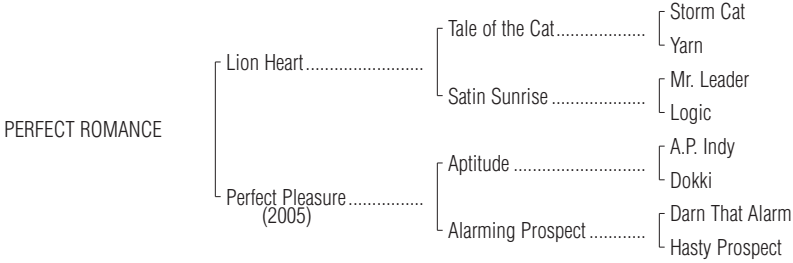 Storm Cat
Tale of the Cat....................
Yarn
Lion Heart.........................
Mr. Leader
Satin Sunrise ....................
Logic
PERFECT ROMANCE
A.P. Indy
Aptitude ............................
Dokki
Perfect Pleasure................
(2005)
Darn That Alarm
Alarming Prospect ............
Hasty Prospect